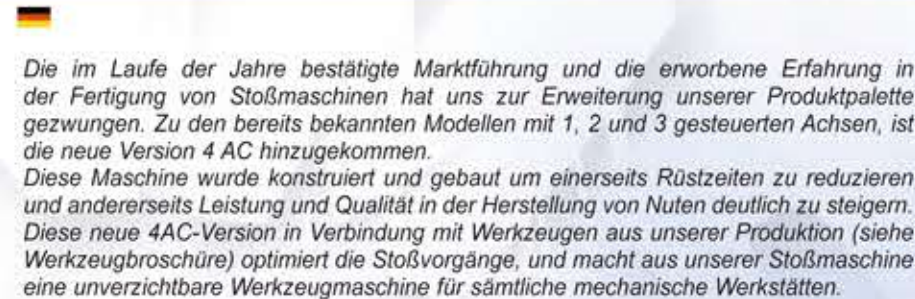 Die im Laufe der Jahre bestätigte Marktführung und die erworbene Erfahrung in
der Fertigung von Stoßmaschinen hat uns zur Erweiterung unserer Produktpalette
gezwungen. Zu den bereits bekannten Modellen mit 1, 2 und 3 gesteuerten Achsen, ist
die neue Version 4 AC hinzugekommen.
Diese Maschine wurde konstruiert und gebaut um einerseits Rüstzeiten zu reduzieren
und andererseits Leistung und Qualität in der Herstellung von Nuten deutlich zu steigern.
Diese neue 4AC-Version in Verbindung mit Werkzeugen aus unserer Produktion (siehe
Werkzeugbroschüre) optimiert die Stoßvorgänge, und macht aus unserer Stoßmaschine
eine unverzichtbare Werkzeugmaschine für sämtliche mechanische Werkstätten.